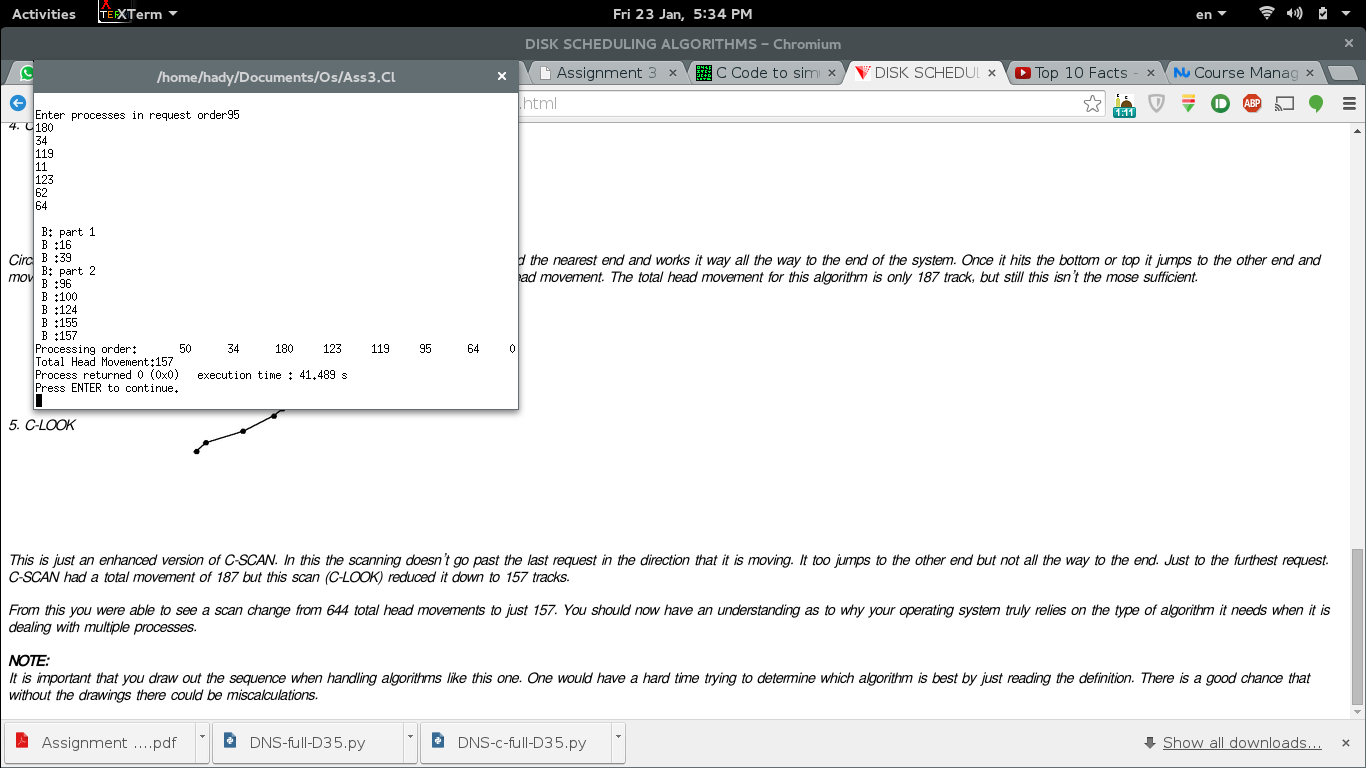 Activities XTerm Fri 23 Jan, 5:34 PM en
DISK SCHEDULING ALGORITHMS - Chromium
/home/hady/Documents/Os/Ass3.Cl
Assignment 3 C Code to sim DISK SCHEDUL Top 10 Facts - Course Manag
.html
1:11
ABP
Enter processes in request order95
180
34
119
11
123
62
64
B: part 1
B :16
B :39
B: part 2
B :96
B :100
B :124
B :155
B :157
Processing order: 50 34 180 123 119 95 64 0
Total Head Movement:157
Process returned 0 (0x0) execution time : 41.489 s
Press ENTER to continue.
4. C
Circ d the nearest end and works it way all the way to the end of the system. Once it hits the bottom or top it jumps to the other end and
mov ead movement. The total head movement for this algorithm is only 187 track, but still this isn't the mose sufficient.
5. C-LOOK
This is just an enhanced version of C-SCAN. In this the scanning doesn't go past the last request in the direction that it is moving. It too jumps to the other end but not all the way to the end. Just to the furthest request.
C-SCAN had a total movement of 187 but this scan (C-LOOK) reduced it down to 157 tracks.
From this you were able to see a scan change from 644 total head movements to just 157. You should now have an understanding as to why your operating system truly relies on the type of algorithm it needs when it is
dealing with multiple processes.
NOTE:
It is important that you draw out the sequence when handling algorithms like this one. One would have a hard time trying to determine which algorithm is best by just reading the definition. There is a good chance that
without the drawings there could be miscalculations.
Assignment ....pdf DNS-full-D35.py DNS-c-full-D35.py Show all downloads...